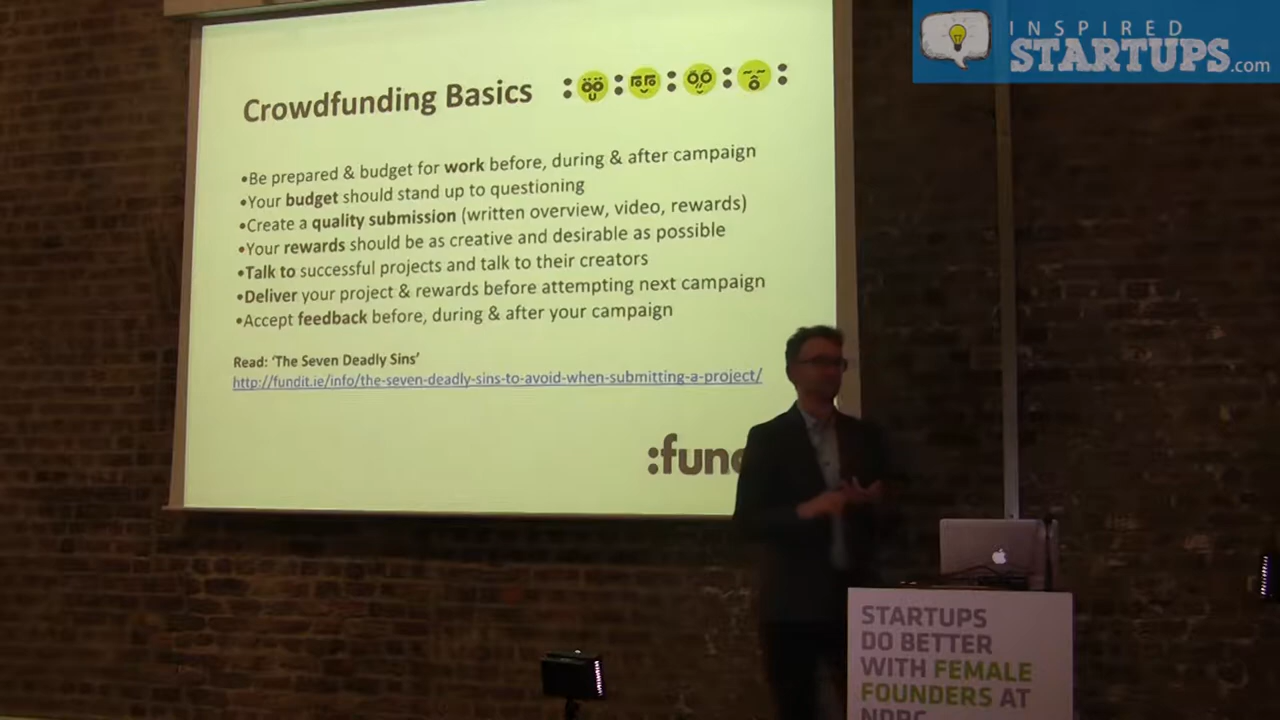 INSPIRED
STARTUPS.com
Crowdfunding Basics
•Be prepared & budget for work before, during & after campaign
•Your budget should stand up to questioning
•Create a quality submission (written overview, video, rewards)
•Your rewards should be as creative and desirable as possible
•Talk to successful projects and talk to their creators
•Deliver your project & rewards before attempting next campaign
•Accept feedback before, during & after your campaign
Read: ‘The Seven Deadly Sins’
http://fundit.ie/info/the-seven-deadly-sins-to-avoid-when-submitting-a-project/
:fund
STARTUPS
DO BETTER
WITH FEMALE
FOUNDERS AT
NDRC